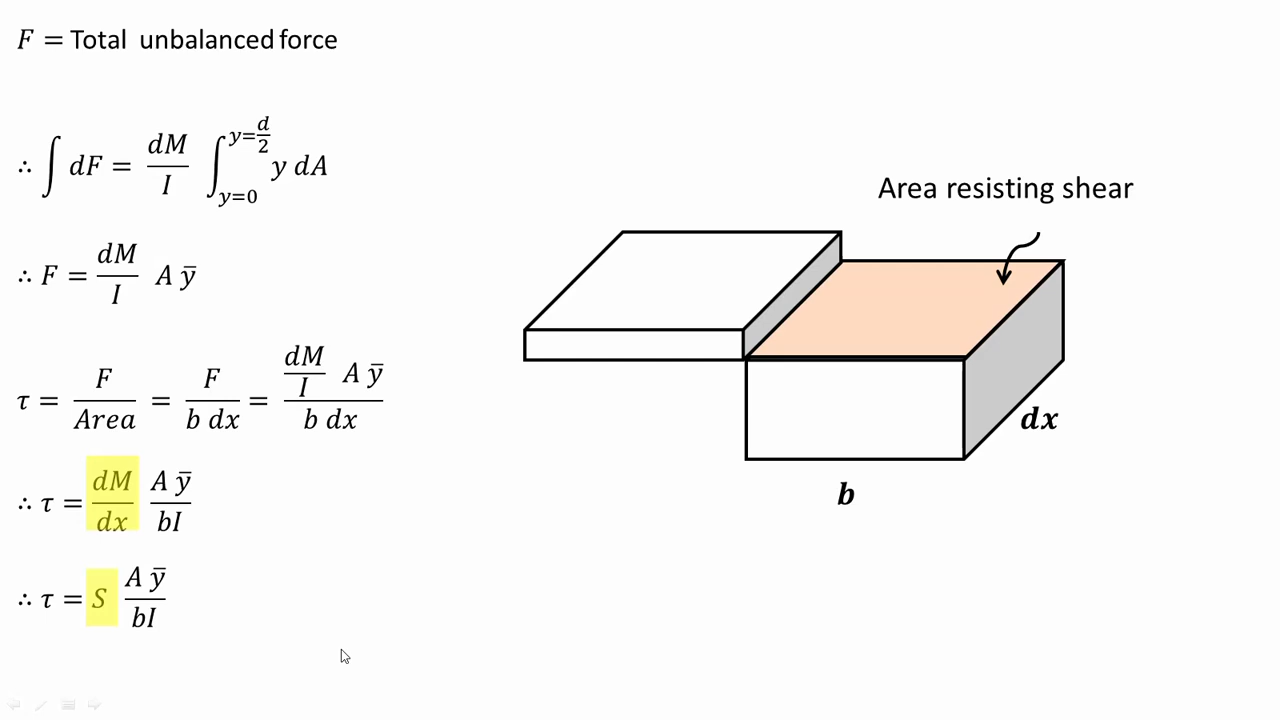 F = Total unbalanced force
∴ ∫ dF = dM/I ∫_{y=0}^{y=d/2} y dA
∴ F = dM/I A ȳ
τ = F/Area = F/(b dx) = (dM/I A ȳ)/(b dx)
∴ τ = dM/dx A ȳ/bI
∴ τ = S A ȳ/bI
Area resisting shear
dx
b